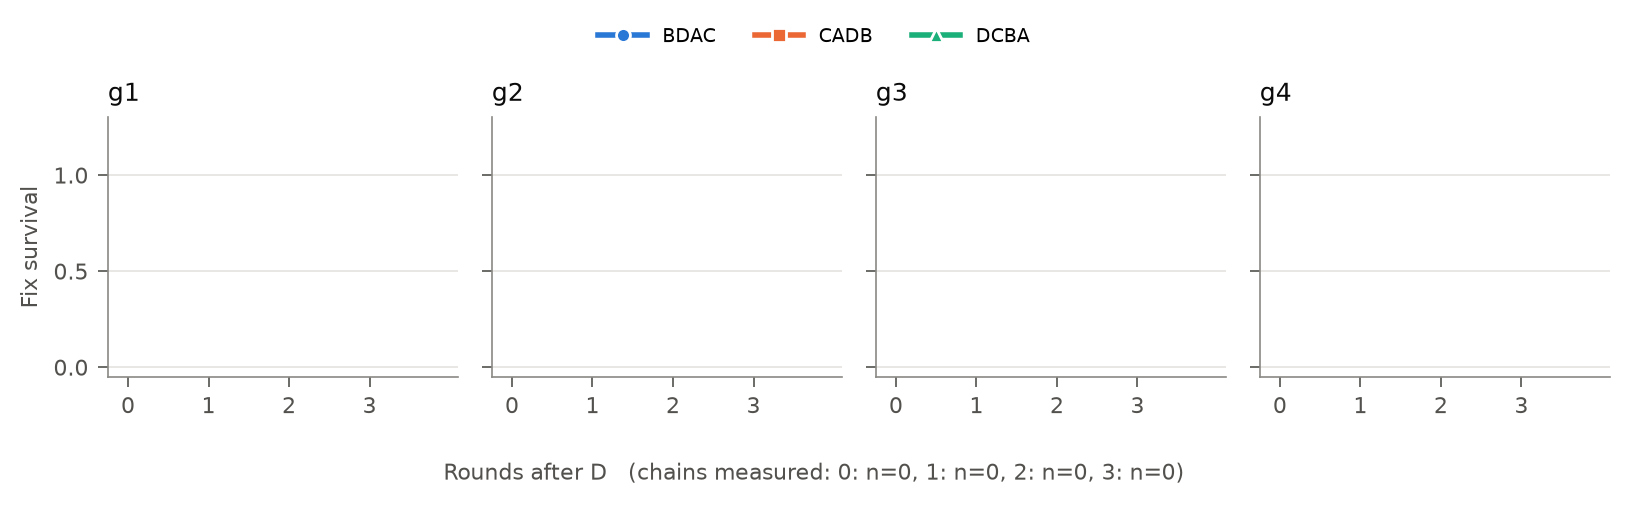 BDAC CADB DCBA
g1 g2 g3 g4
Fix survival
1.0
0.5
0.0
0 1 2 3 0 1 2 3 0 1 2 3 0 1 2 3
Rounds after D (chains measured: 0: n=0, 1: n=0, 2: n=0, 3: n=0)